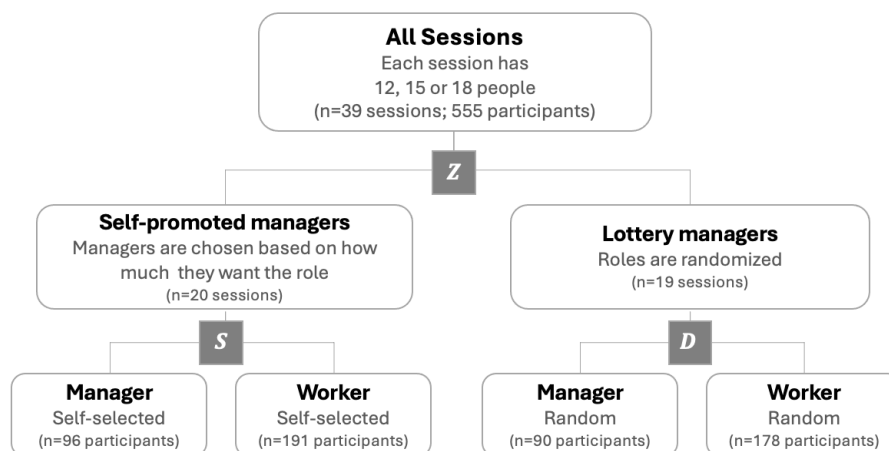 All Sessions
Each session has
12, 15 or 18 people
(n=39 sessions; 555 participants)
Z
Self-promoted managers
Managers are chosen based on how
much they want the role
(n=20 sessions)
Lottery managers
Roles are randomized
(n=19 sessions)
S
D
Manager
Self-selected
(n=96 participants)
Worker
Self-selected
(n=191 participants)
Manager
Random
(n=90 participants)
Worker
Random
(n=178 participants)